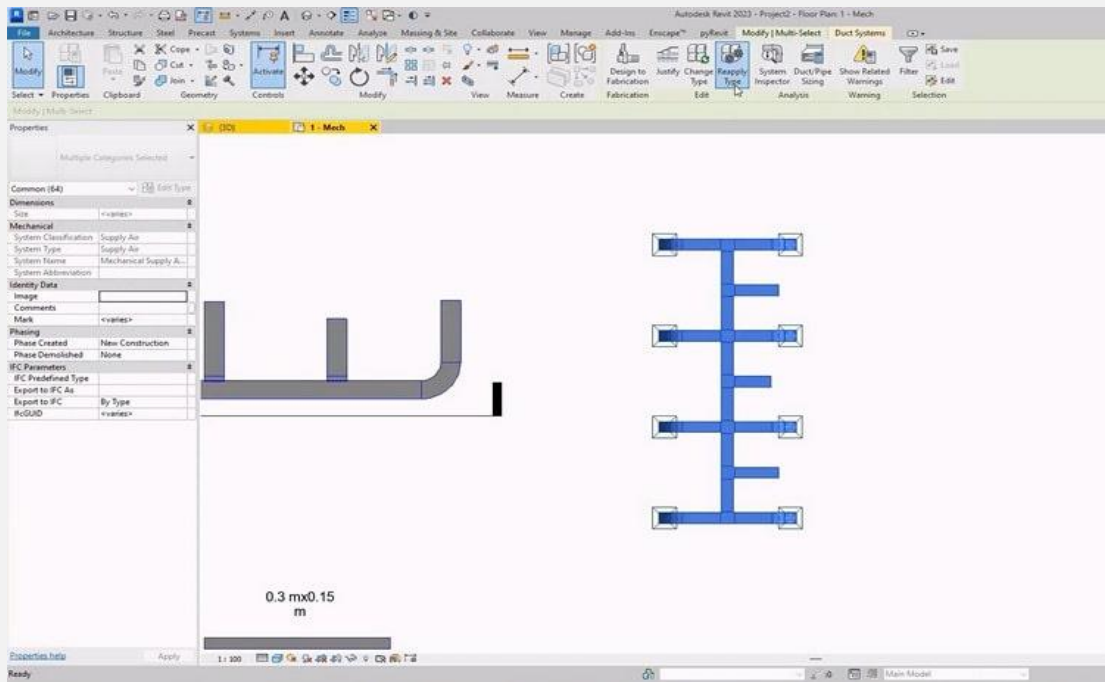 Autodesk Revit 2023 - Project2 - Floor Plan: 1 - Mech
File Architecture Structure Steel Precast Systems Insert Annotate Analyze Massing & Site Collaborate View Manage Add-Ins Enscape™ pyRevit Modify | Multi-Select Duct Systems
Modify Paste Cope Cut Join Activate Design to Fabrication Justify Change Type Reapply Type System Inspector Duct/Pipe Sizing Show Related Warnings Filter Save Load Edit
Select Properties Clipboard Geometry Controls Modify View Measure Create Fabrication Edit Analysis Warning Selection
Modify | Multi-Select
Properties X (3D) 1 - Mech X
Multiple Categories Selected
Common (64) Edit Type
Dimensions
Size <varies>
Mechanical
System Classification Supply Air
System Type Supply Air
System Name Mechanical Supply A...
System Abbreviation
Identity Data
Image
Comments
Mark <varies>
Phasing
Phase Created New Construction
Phase Demolished None
IFC Parameters
IFC Predefined Type
Export to IFC As
Export to IFC By Type
IfcGUID <varies>
0.3 mx0.15
m
Properties help Apply 1 : 100
Ready :0 Main Model